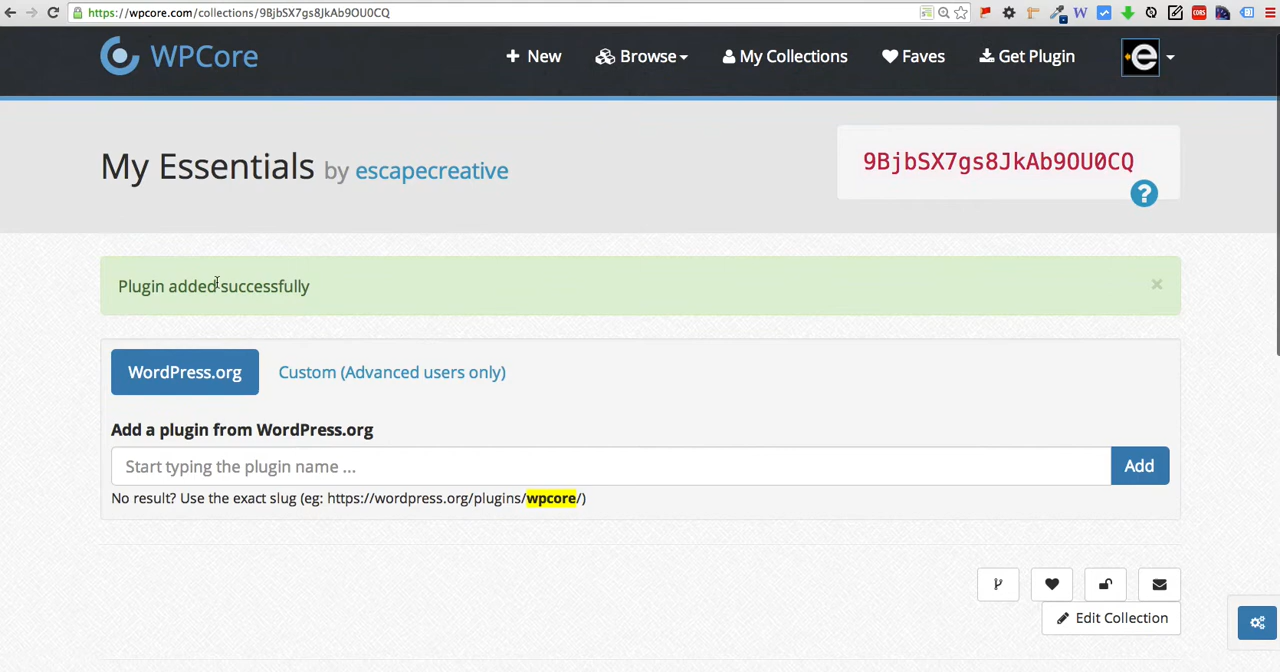 https://wpcore.com/collections/9BjbSX7gs8JkAb9OU0CQ
WPCore
New
Browse
My Collections
Faves
Get Plugin
e
My Essentials by escapecreative
9BjbSX7gs8JkAb9OU0CQ
?
Plugin added successfully
×
WordPress.org
Custom (Advanced users only)
Add a plugin from WordPress.org
Start typing the plugin name ...
Add
No result? Use the exact slug (eg: https://wordpress.org/plugins/wpcore/)
Edit Collection